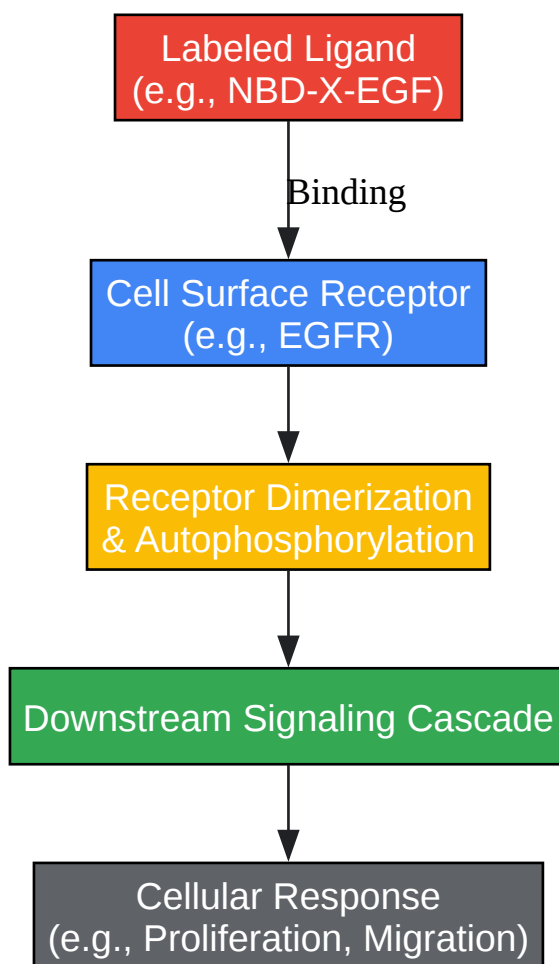 Labeled Ligand
(e.g., NBD-X-EGF)
Binding
Cell Surface Receptor
(e.g., EGFR)
Receptor Dimerization
& Autophosphorylation
Downstream Signaling Cascade
Cellular Response
(e.g., Proliferation, Migration)